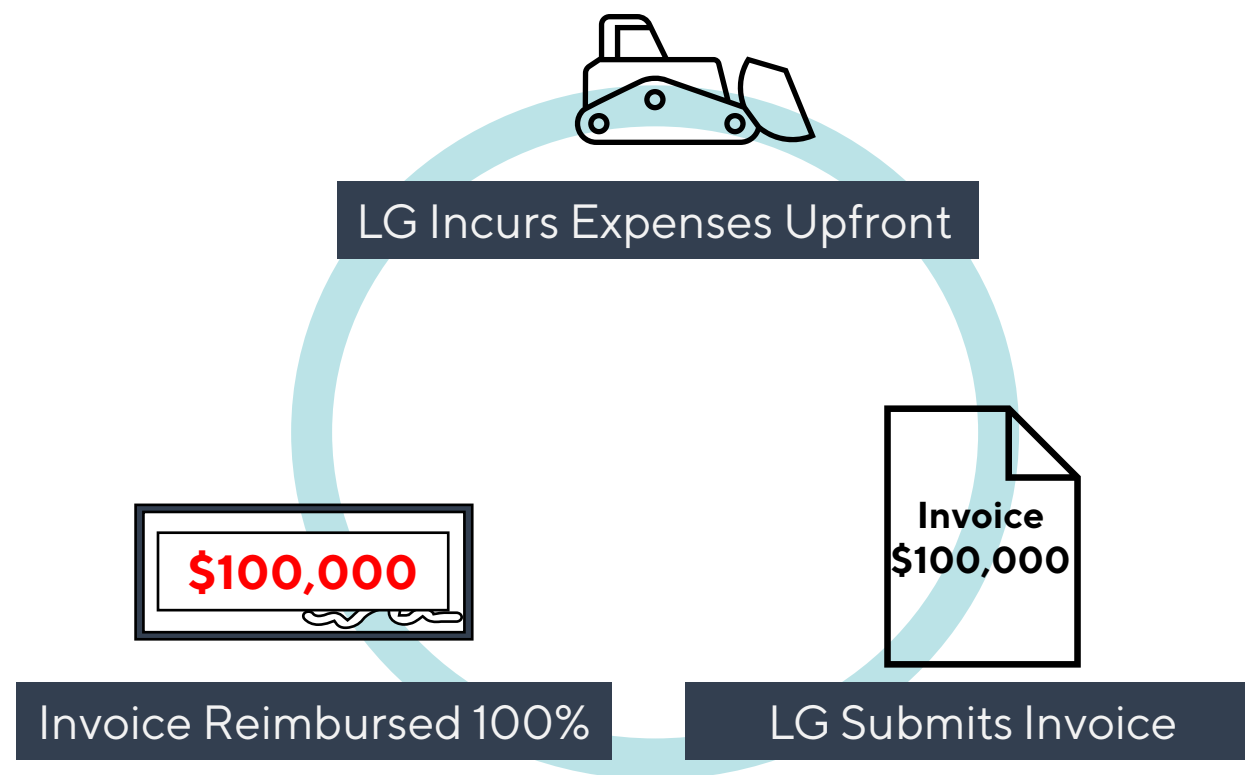 LG Incurs Expenses Upfront
Invoice
$100,000
$100,000
Invoice Reimbursed 100%
LG Submits Invoice